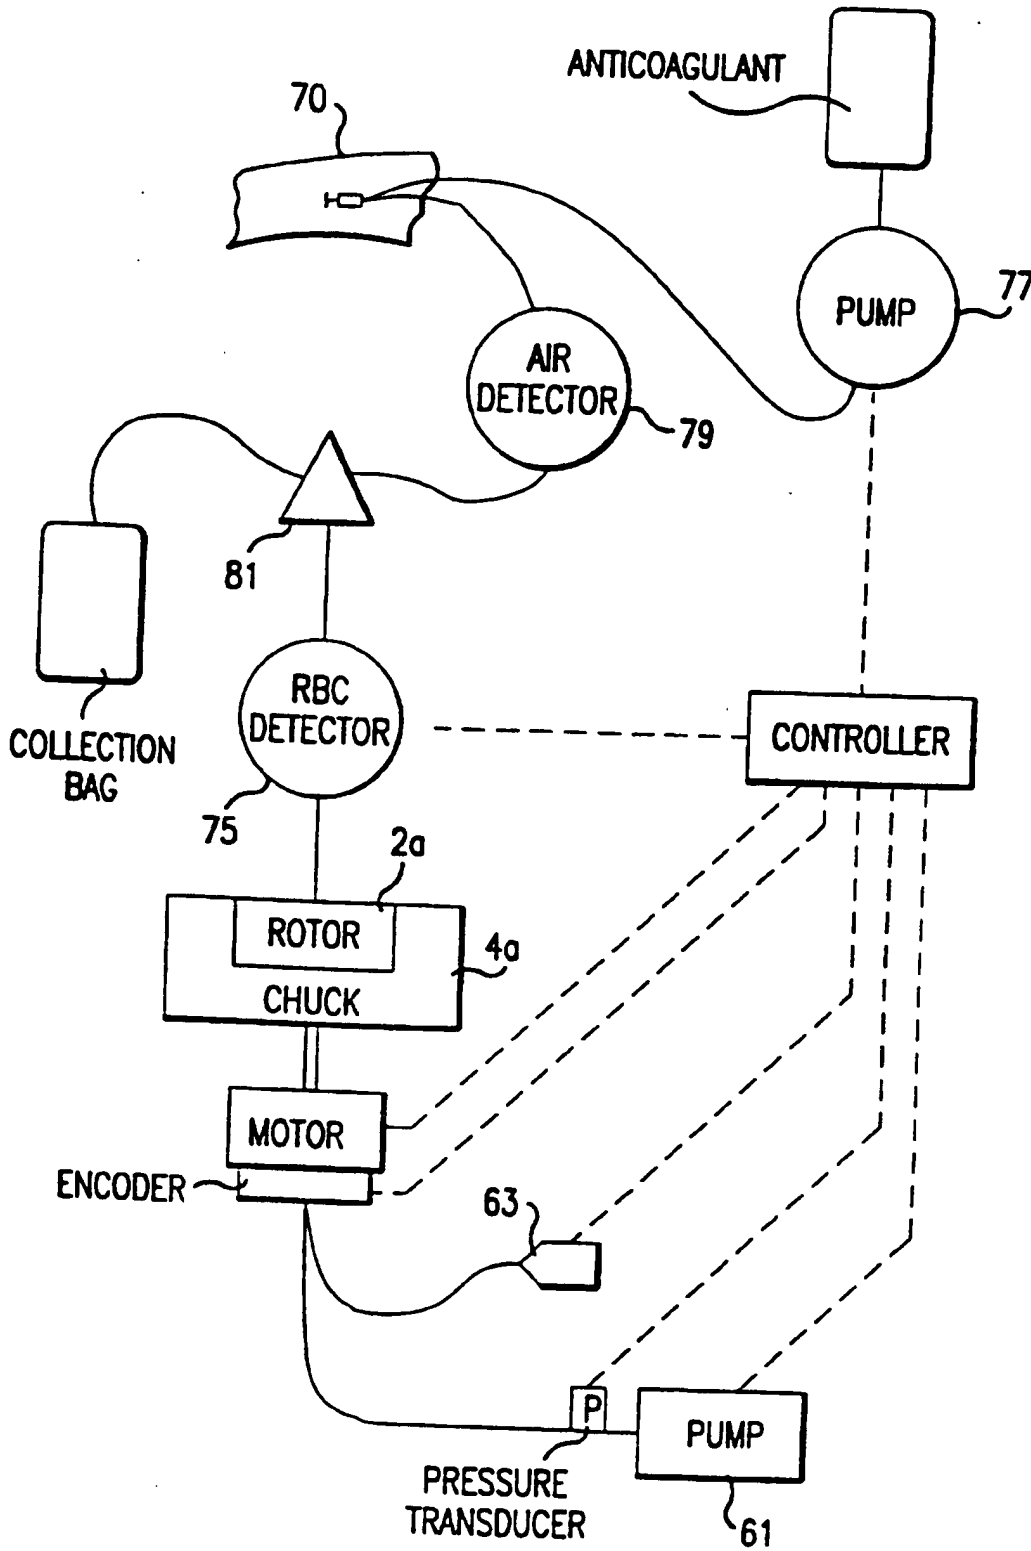 ANTICOAGULANT
70
77
PUMP
AIR
DETECTOR
79
81
RBC
DETECTOR
COLLECTION
BAG
CONTROLLER
75
2a
ROTOR
4a
CHUCK
MOTOR
ENCODER
63
P
PUMP
PRESSURE
TRANSDUCER
61